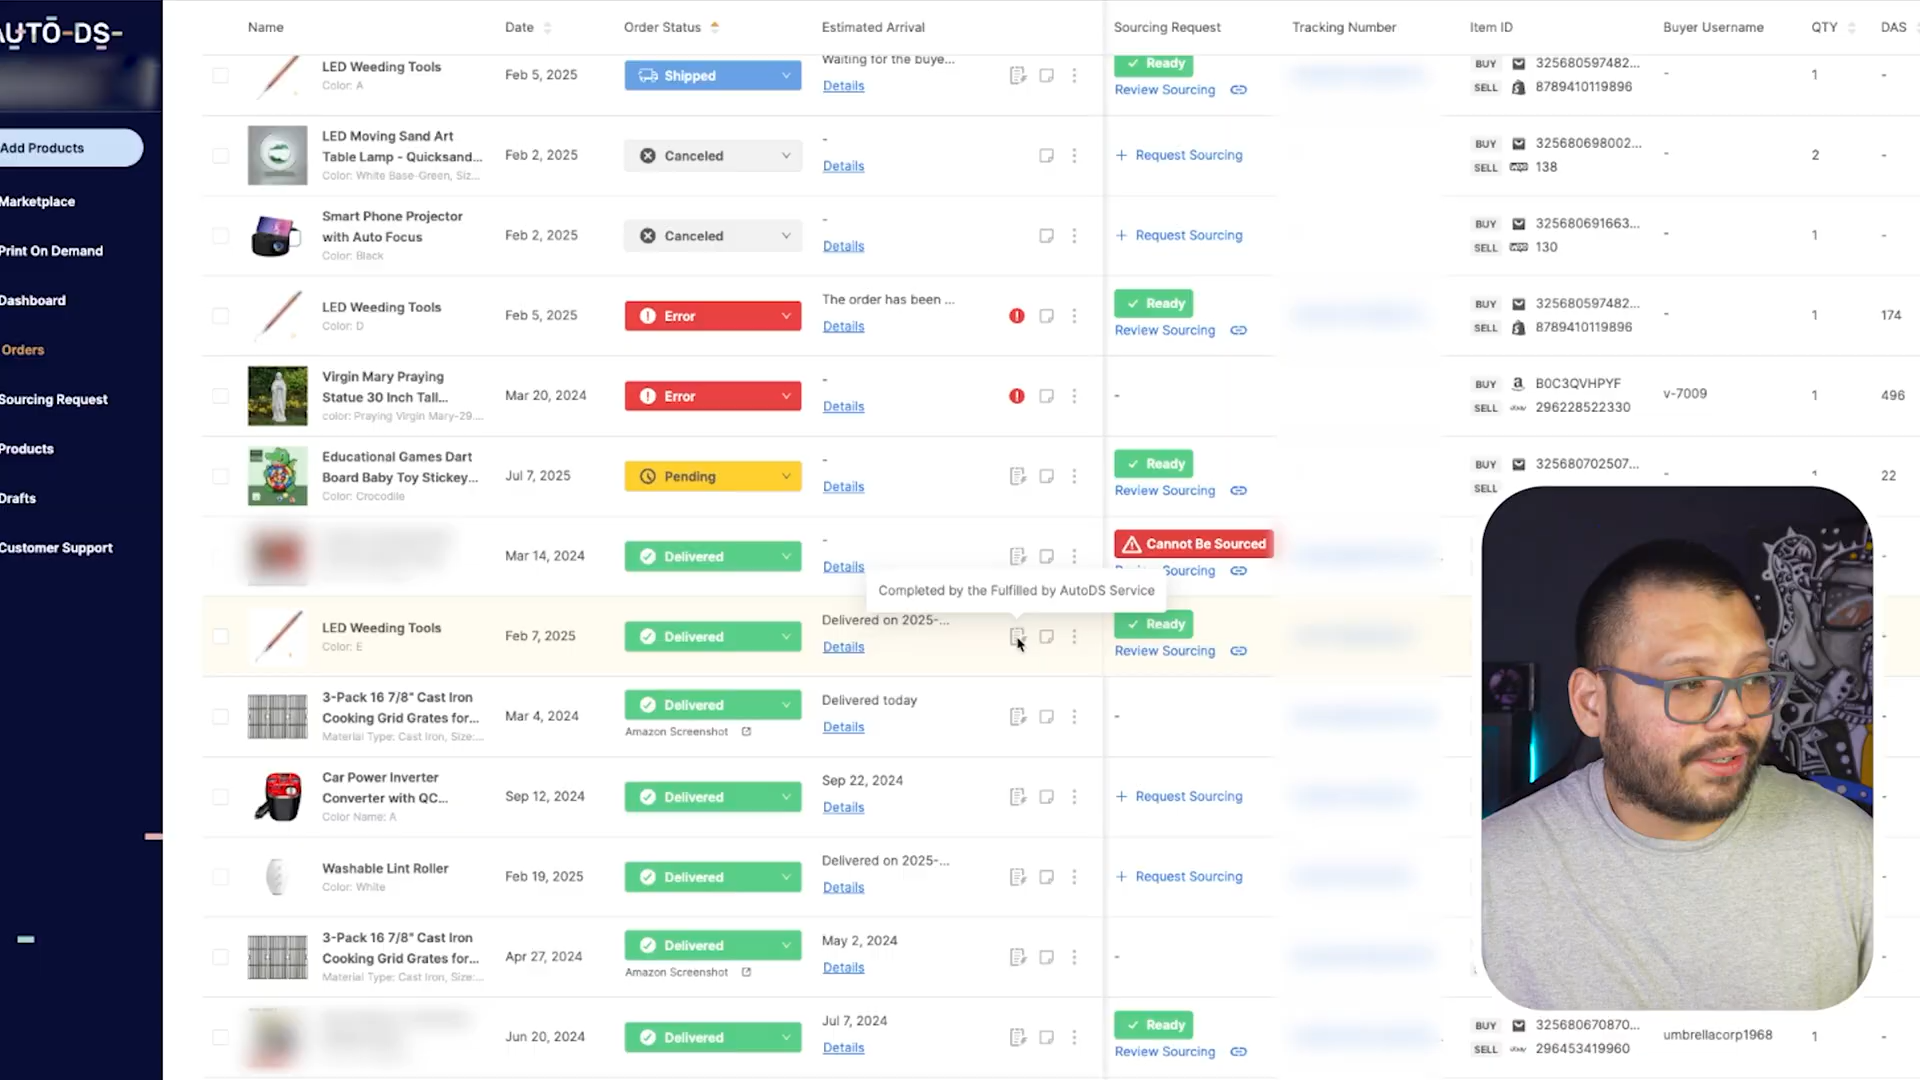 AUTO-DS-
Add Products
Marketplace
Print On Demand
Dashboard
Orders
Sourcing Request
Products
Drafts
Customer Support
Name Date Order Status Estimated Arrival Sourcing Request Tracking Number Item ID Buyer Username QTY DAS
LED Weeding Tools
Color: A
Feb 5, 2025
Shipped
Waiting for the buye...
Details
Ready
Review Sourcing
BUY 325680597482...
SELL 8789410119896
-
1
-
LED Moving Sand Art
Table Lamp - Quicksand...
Color: White Base-Green, Siz...
Feb 2, 2025
Canceled
-
Details
+ Request Sourcing
BUY 325680698002...
SELL 138
-
2
-
Smart Phone Projector
with Auto Focus
Color: Black
Feb 2, 2025
Canceled
-
Details
+ Request Sourcing
BUY 325680691663...
SELL 130
-
1
-
LED Weeding Tools
Color: D
Feb 5, 2025
Error
The order has been ...
Details
Ready
Review Sourcing
BUY 325680597482...
SELL 8789410119896
-
1
174
Virgin Mary Praying
Statue 30 Inch Tall...
color: Praying Virgin Mary-29....
Mar 20, 2024
Error
-
Details
-
BUY B0C3QVHPYF
SELL ebay 296228522330
v-7009
1
496
Educational Games Dart
Board Baby Toy Stickey...
Color: Crocodile
Jul 7, 2025
Pending
-
Details
Ready
Review Sourcing
BUY 325680702507...
SELL
-
22
Mar 14, 2024
Delivered
-
Details
Cannot Be Sourced
Sourcing
Completed by the Fulfilled by AutoDS Service
LED Weeding Tools
Color: E
Feb 7, 2025
Delivered
Delivered on 2025-...
Details
Ready
Review Sourcing
3-Pack 16 7/8" Cast Iron
Cooking Grid Grates for...
Material Type: Cast Iron, Size:...
Mar 4, 2024
Delivered
Amazon Screenshot
Delivered today
Details
-
-
Car Power Inverter
Converter with QC...
Color Name: A
Sep 12, 2024
Delivered
Sep 22, 2024
Details
+ Request Sourcing
-
Washable Lint Roller
Color: White
Feb 19, 2025
Delivered
Delivered on 2025-...
Details
+ Request Sourcing
-
3-Pack 16 7/8" Cast Iron
Cooking Grid Grates for...
Material Type: Cast Iron, Size:...
Apr 27, 2024
Delivered
Amazon Screenshot
May 2, 2024
Details
-
-
Jun 20, 2024
Delivered
Jul 7, 2024
Details
Ready
Review Sourcing
BUY 325680670870...
SELL ebay 296453419960
umbrellacorp1968
1
-